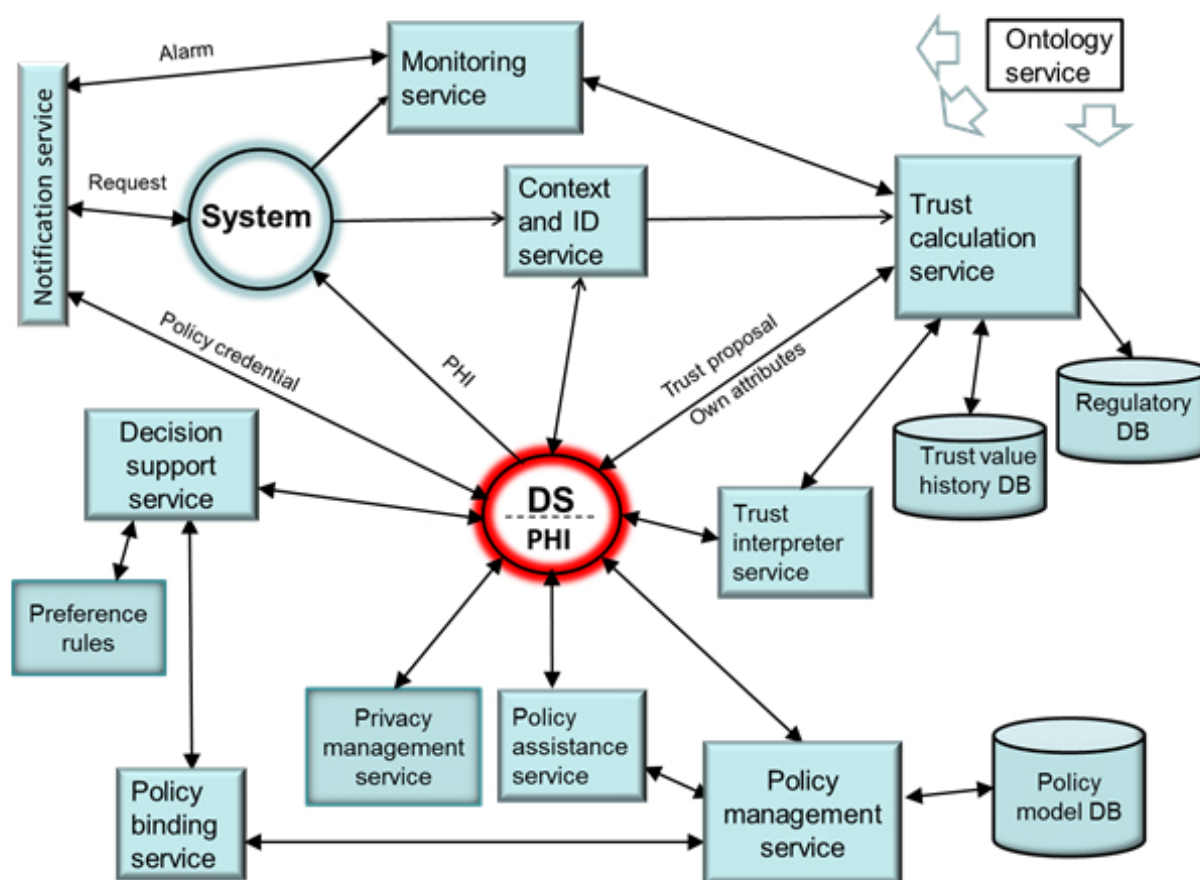 Alarm
Monitoring
service
Ontology
service
Notification service
Request
System
Context
and ID
service
Trust
calculation
service
Policy credential
PHI
Trust proposal
Own attributes
Regulatory
DB
Trust value
history DB
Decision
support
service
DS
PHI
Trust
interpreter
service
Preference
rules
Privacy
management
service
Policy
assistance
service
Policy
management
service
Policy
model DB
Policy
binding
service